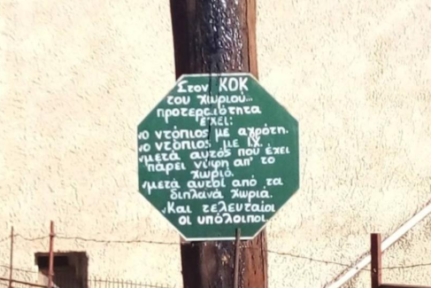 Στον ΚΟΚ
του χωριού...
προτεραιότητα
έχει:
√ο ντόπιος με αγρότη.
√ο ντόπιος με ΙΧ.
√μετά αυτός που έχει
πάρει νύφη απ' το
χωριό.
√μετά αυτοί από τα
διπλανά χωριά.
√Και τελευταίοι
οι υπόλοιποι